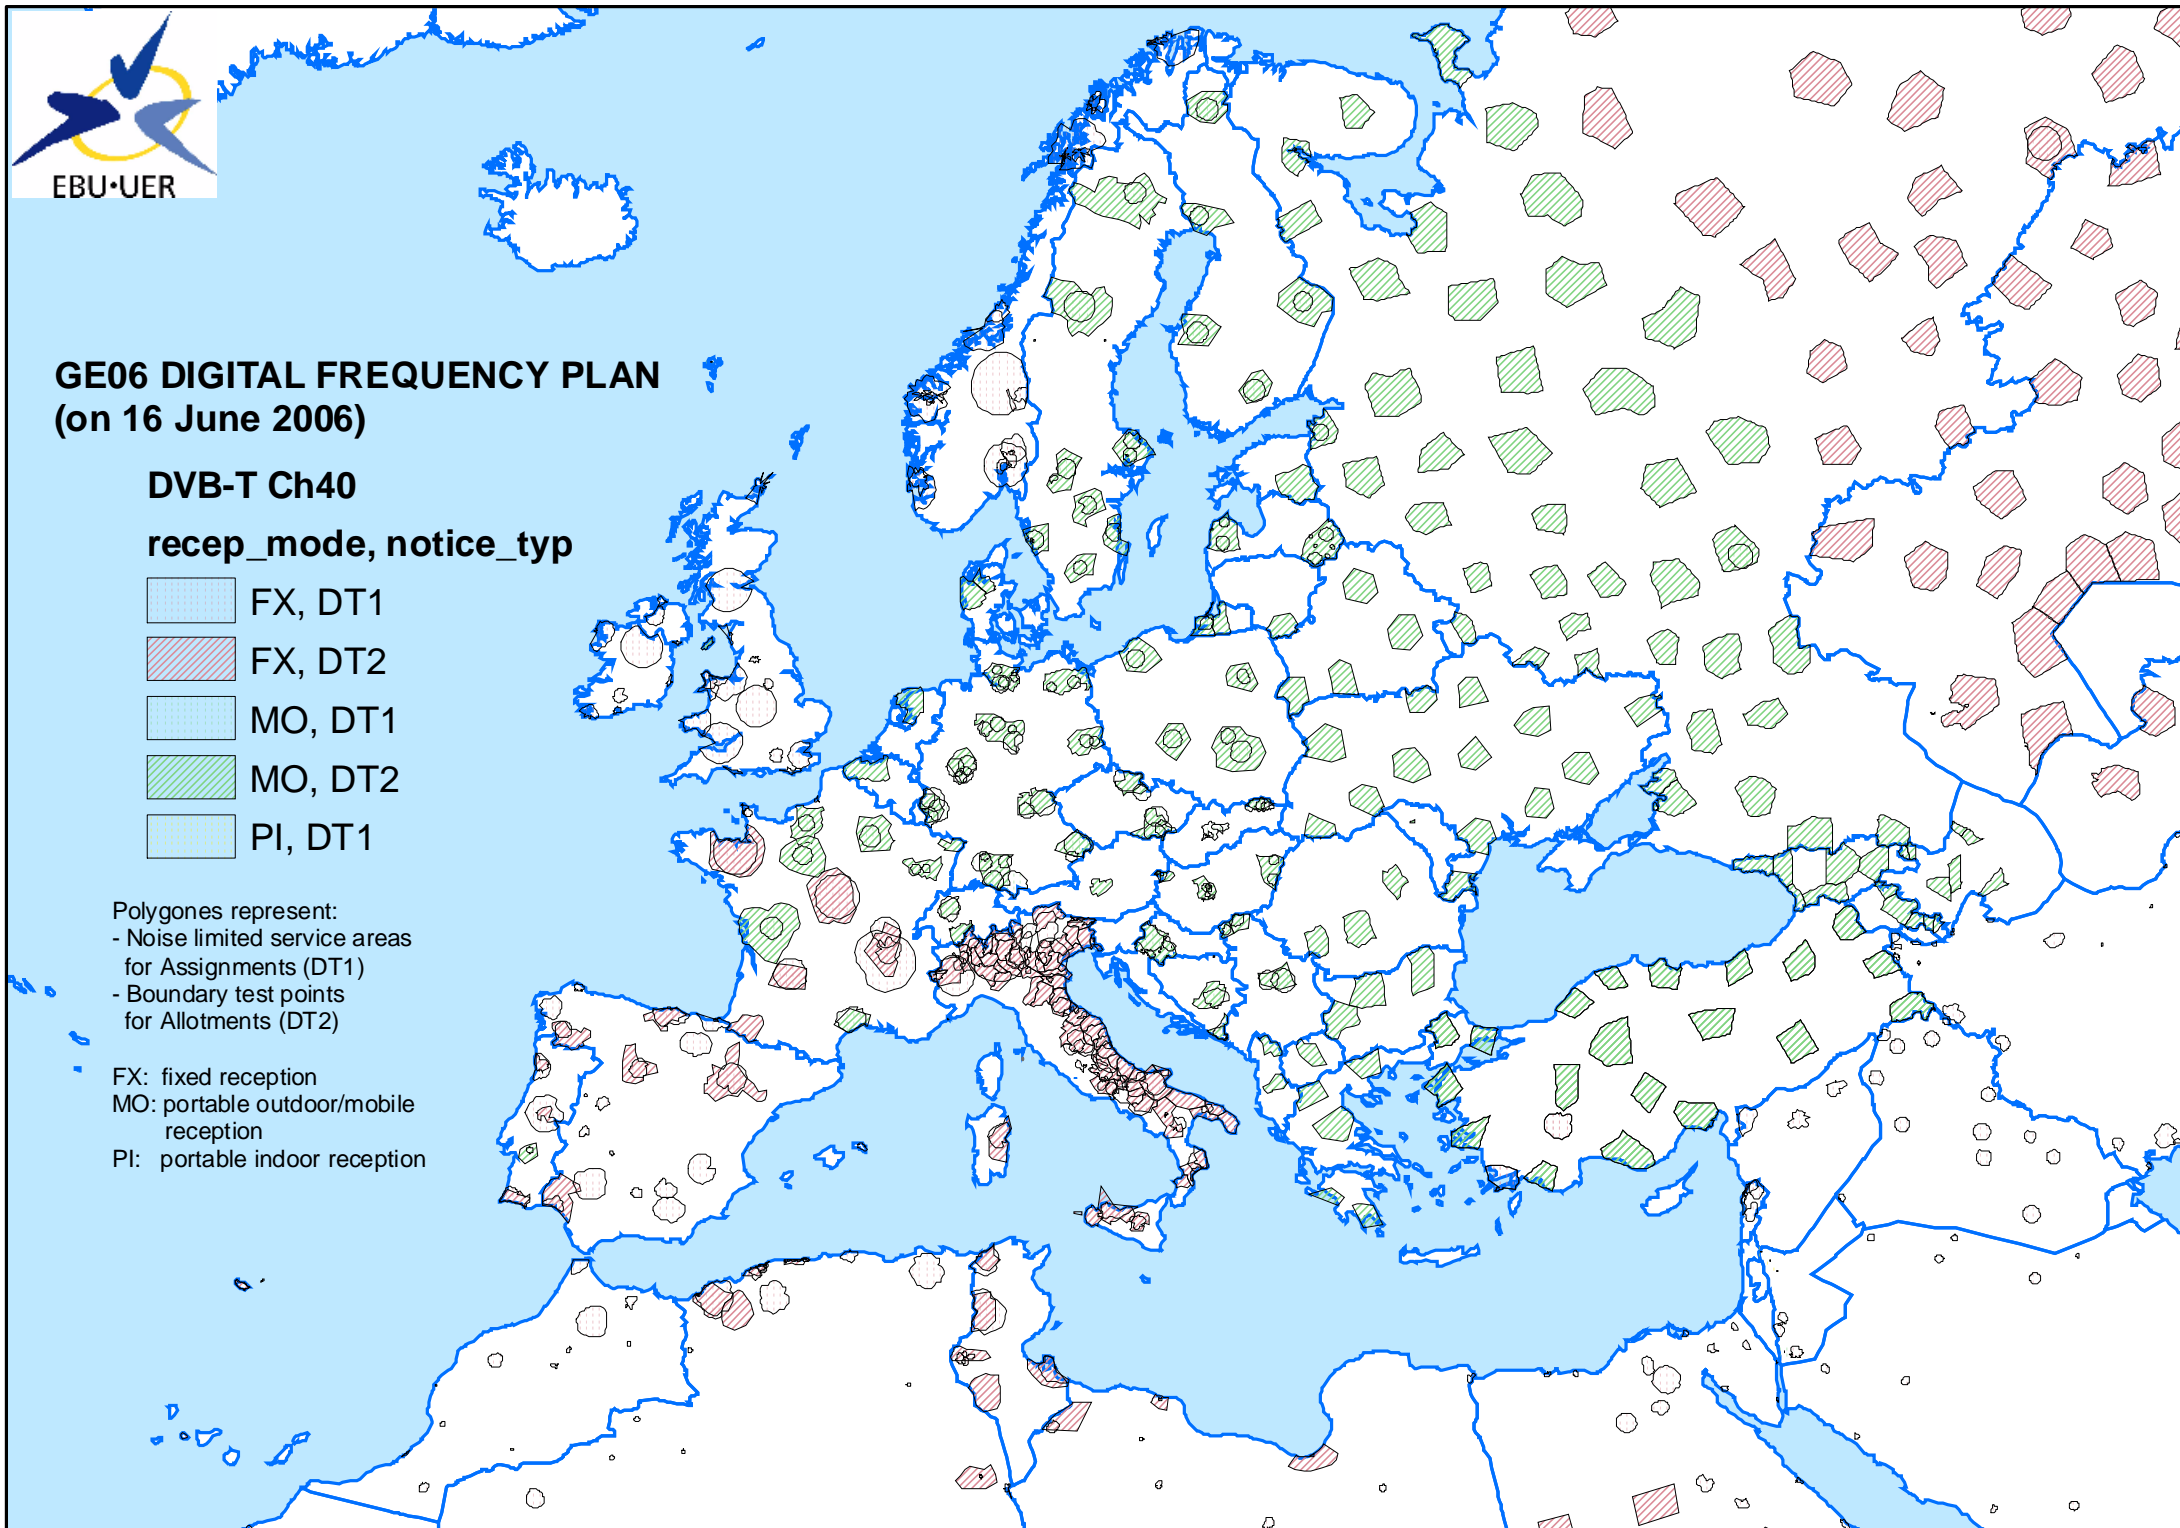 EBU•UER
GE06 DIGITAL FREQUENCY PLAN
(on 16 June 2006)
DVB-T Ch40
recep_mode, notice_typ
FX, DT1
FX, DT2
MO, DT1
MO, DT2
PI, DT1
Polygones represent:
- Noise limited service areas
for Assignments (DT1)
- Boundary test points
for Allotments (DT2)
FX: fixed reception
MO: portable outdoor/mobile
reception
PI: portable indoor reception